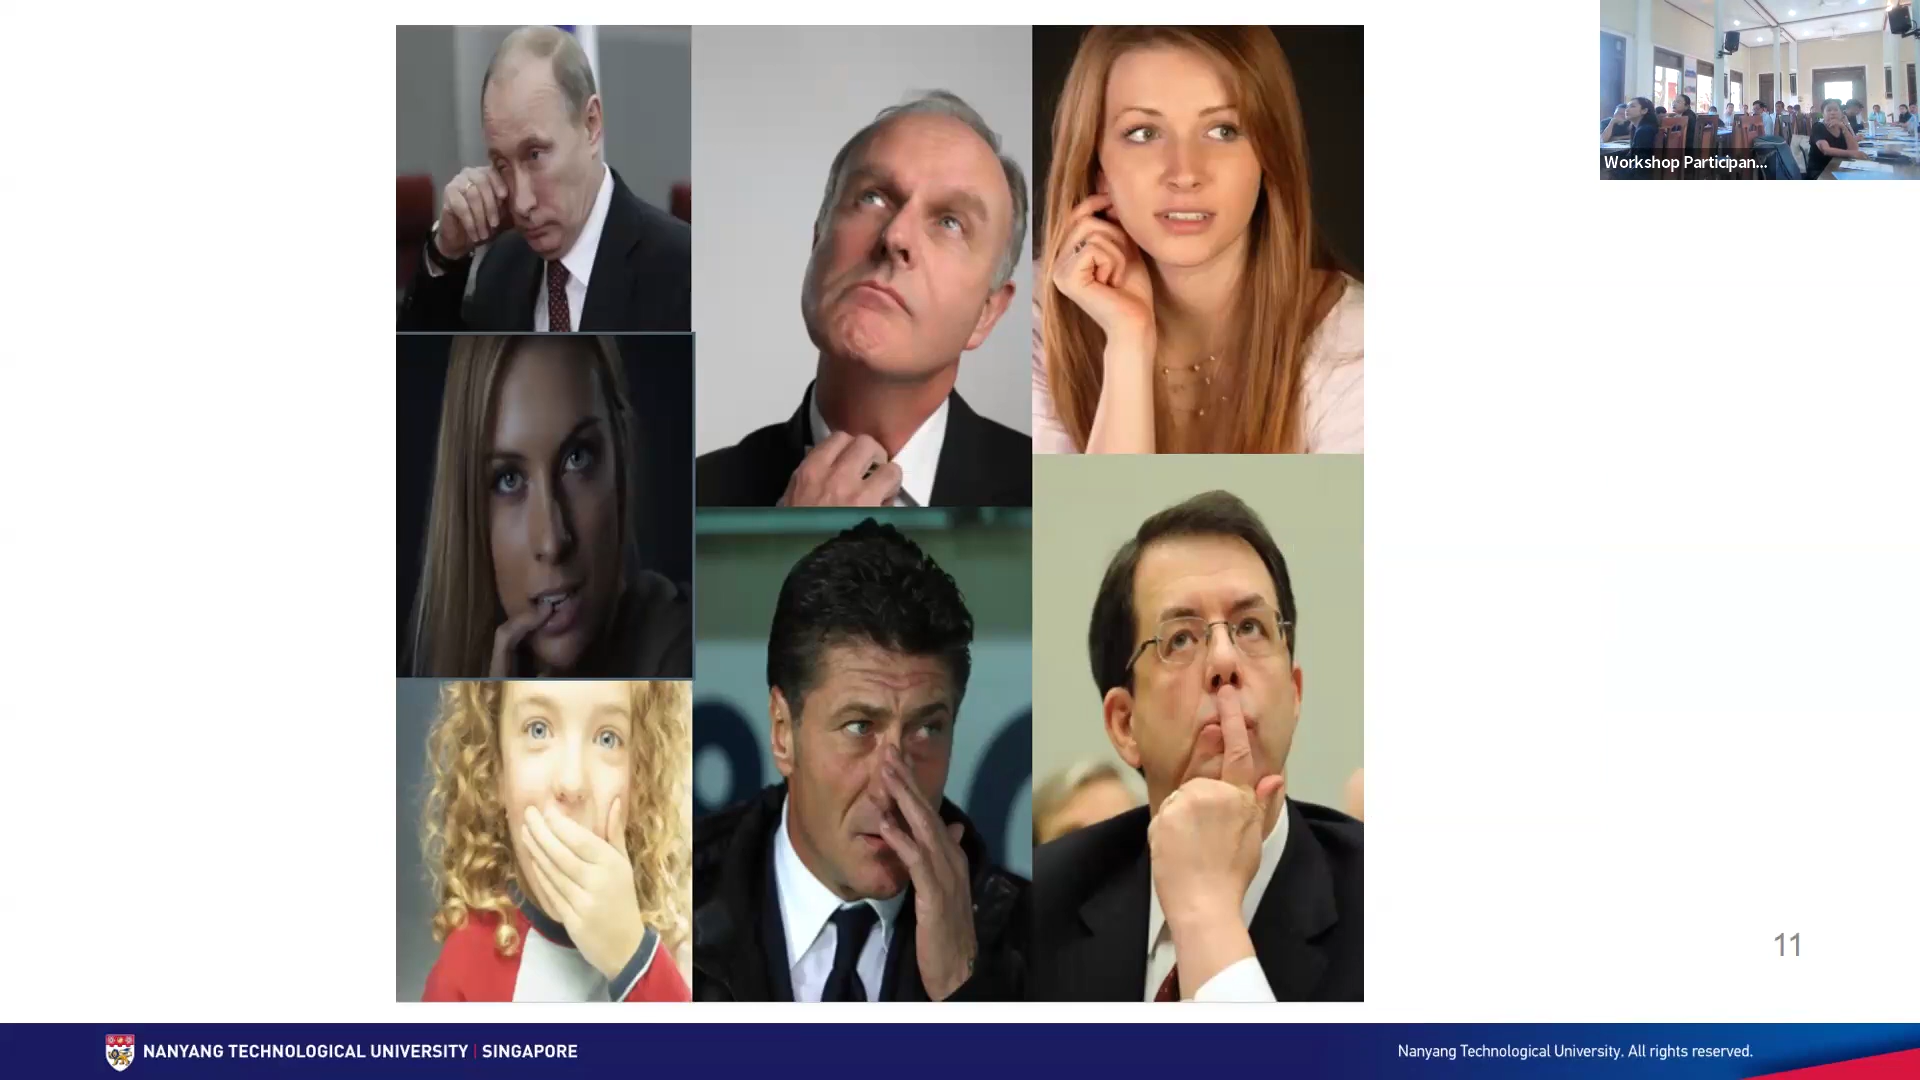 Workshop Participan...
11
NANYANG TECHNOLOGICAL UNIVERSITY | SINGAPORE
Nanyang Technological University. All rights reserved.